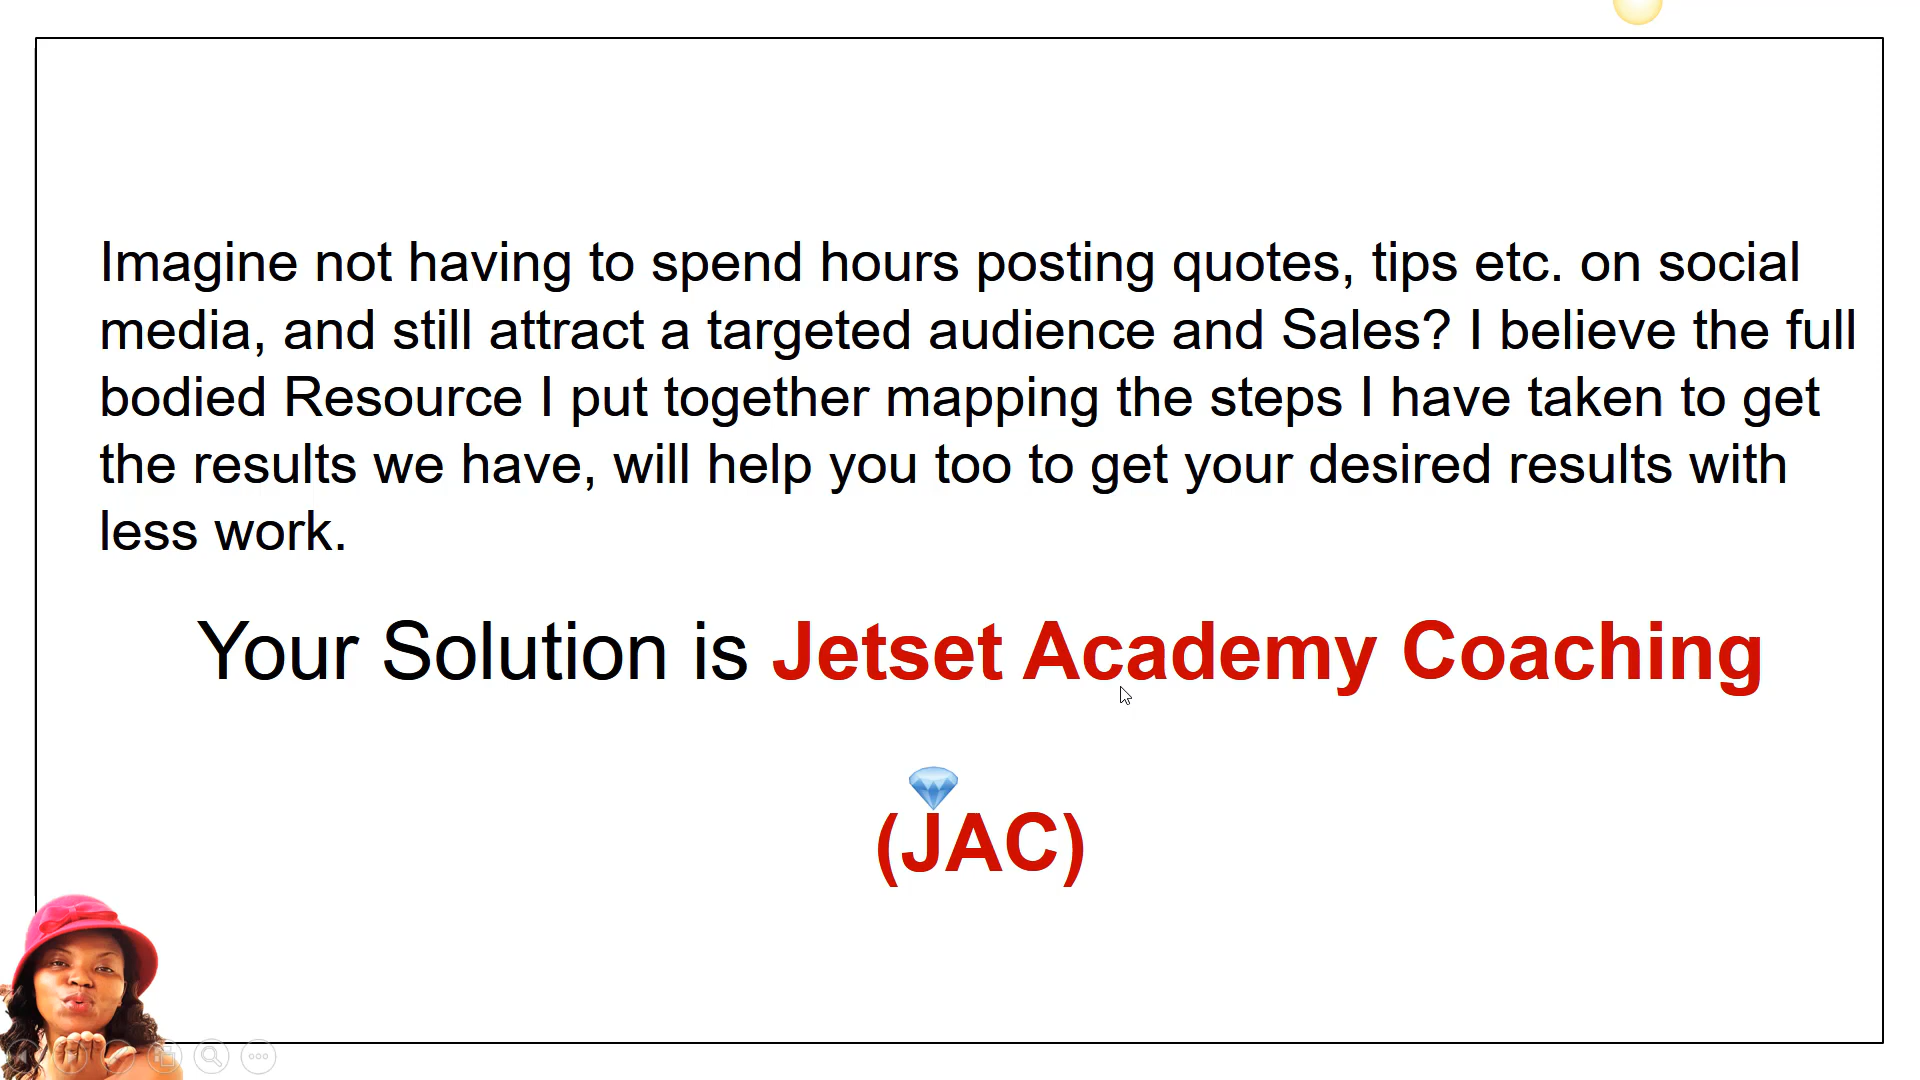 Imagine not having to spend hours posting quotes, tips etc. on social
media, and still attract a targeted audience and Sales? I believe the full
bodied Resource I put together mapping the steps I have taken to get
the results we have, will help you too to get your desired results with
less work.
Your Solution is Jetset Academy Coaching
(JAC)